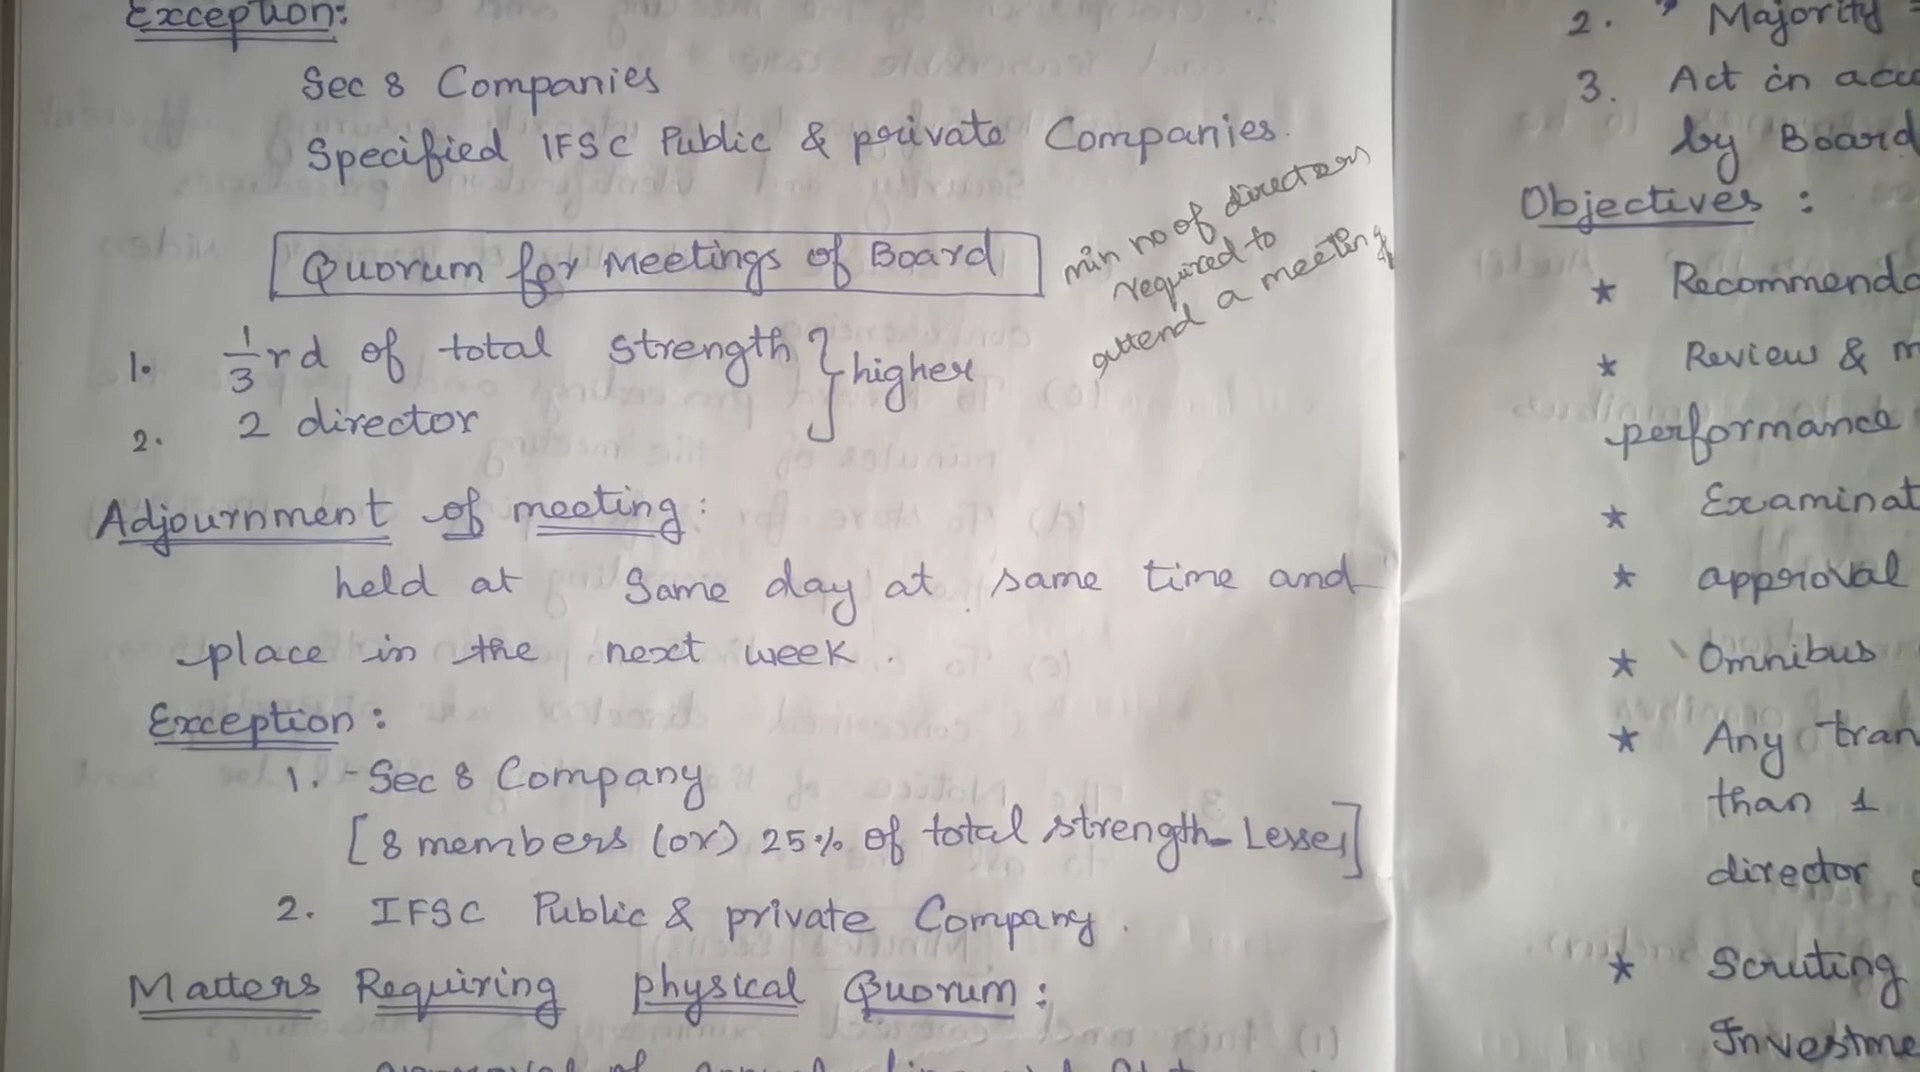 Exception:
Sec 8 Companies
Specified IFSC Public & private Companies.
Quorum for Meetings of Board
min no of directors
required to
attend a meeting
1. 1/3rd of total strength } higher
2. 2 director
Adjournment of meeting:
held at Same day at same time and
place in the next week.
Exception:
1. Sec 8 Company
[8 members (or) 25% of total strength - Lesser]
2. IFSC Public & private Company.
Matters Requiring physical Quorum:
2. Majority
3. Act in
by Board
Objectives:
★ Recommenda
★ Review & m
performance
★ Examinat
★ approval
★ Omnibus
★ Any tran
than 1
director
★ Scruting
Investme